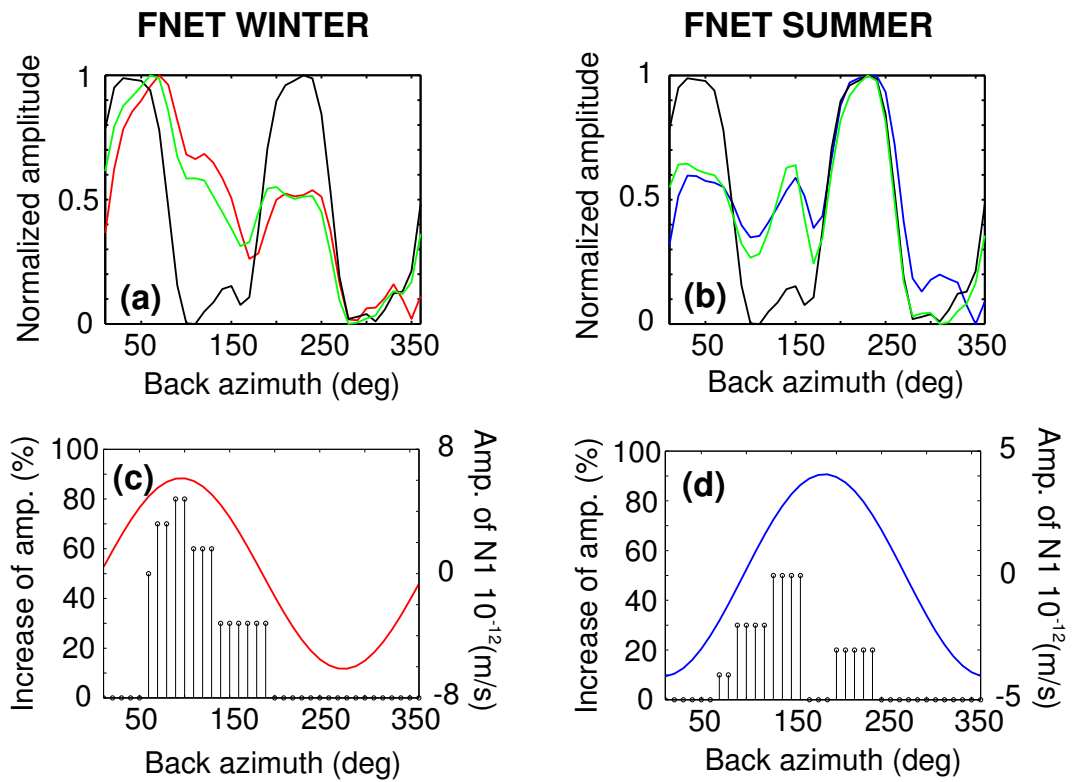 FNET WINTER
FNET SUMMER
Normalized amplitude
1
0.5
0
(a)
50
150
250
350
Back azimuth (deg)
Normalized amplitude
1
0.5
0
(b)
50
150
250
350
Back azimuth (deg)
Increase of amp. (%)
100
80
60
40
20
0
(c)
8
0
-8
Amp. of N1 10^-12 (m/s)
50
150
250
350
Back azimuth (deg)
Increase of amp. (%)
100
80
60
40
20
0
(d)
5
0
-5
Amp. of N1 10^-12 (m/s)
50
150
250
350
Back azimuth (deg)